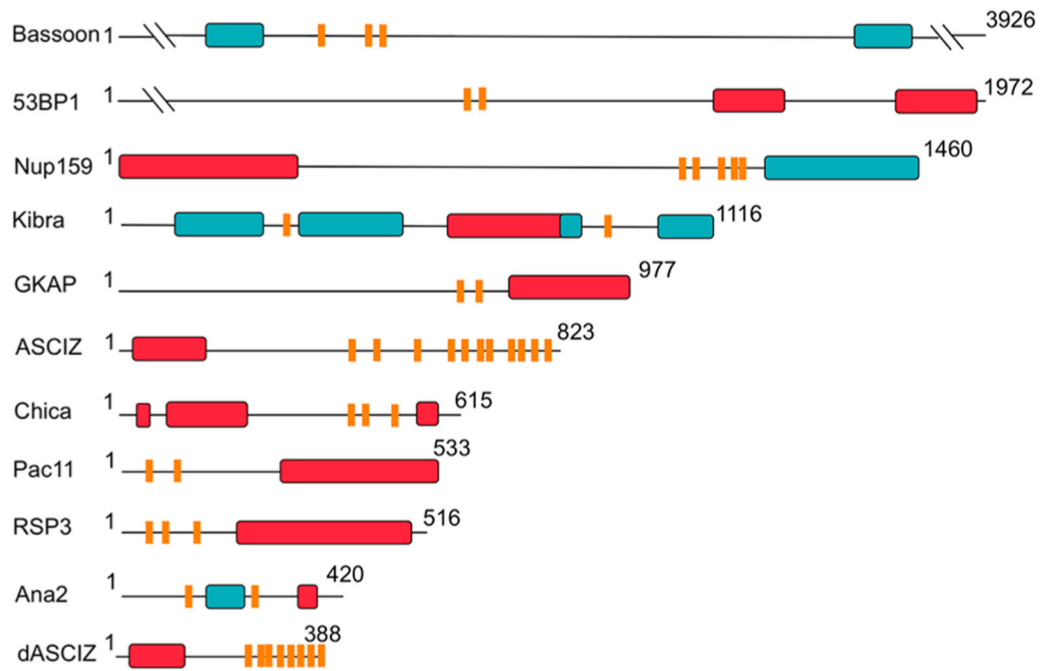 Bassoon 1 3926
53BP1 1 1972
Nup159 1 1460
Kibra 1 1116
GKAP 1 977
ASCIZ 1 823
Chica 1 615
Pac11 1 533
RSP3 1 516
Ana2 1 420
dASCIZ 1 388